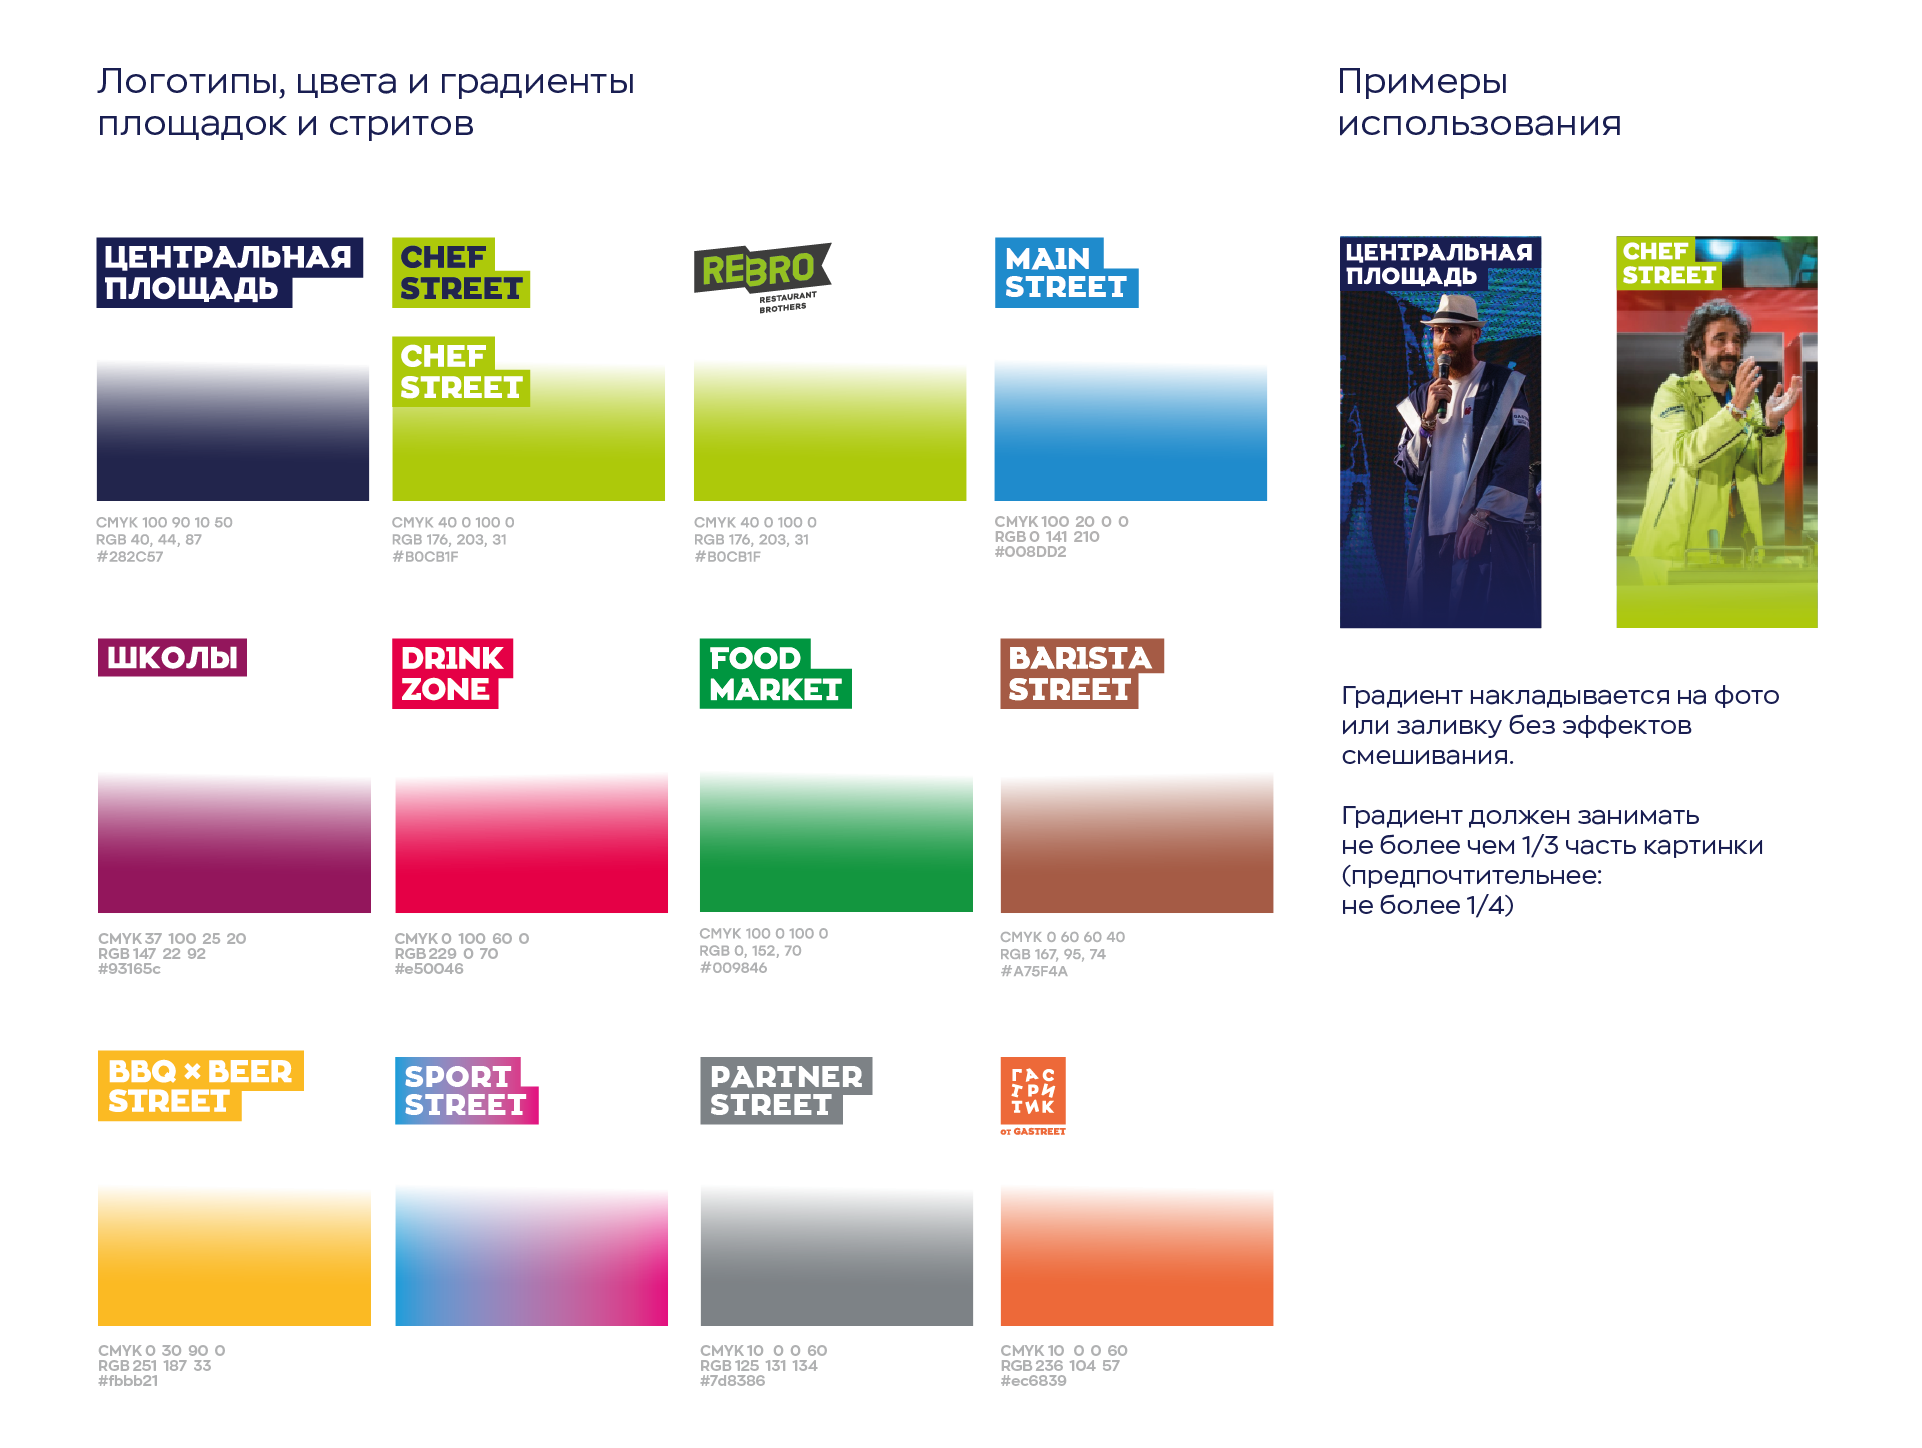 Логотипы, цвета и градиенты
площадок и стритов
Примеры
использования
ЦЕНТРАЛЬНАЯ
ПЛОЩАДЬ
CHEF
STREET
CHEF
STREET
REBRO
RESTAURANT
BROTHERS
MAIN
STREET
CMYK 100 90 10 50
RGB 40, 44, 87
#282C57
CMYK 40 0 100 0
RGB 176, 203, 31
#B0CB1F
CMYK 40 0 100 0
RGB 176, 203, 31
#B0CB1F
CMYK 100 20 0 0
RGB 0 141 210
#008DD2
ШКОЛЫ
DRINK
ZONE
FOOD
MARKET
BARISTA
STREET
CMYK 37 100 25 20
RGB 147 22 92
#93165c
CMYK 0 100 60 0
RGB 229 0 70
#e50046
CMYK 100 0 100 0
RGB 0, 152, 70
#009846
CMYK 0 60 60 40
RGB 167, 95, 74
#A75F4A
BBQ × BEER
STREET
SPORT
STREET
PARTNER
STREET
ГАС
ТРИ
ТИК
от GASTREET
CMYK 0 30 90 0
RGB 251 187 33
#fbbb21
CMYK 10 0 0 60
RGB 125 131 134
#7d8386
CMYK 10 0 0 60
RGB 236 104 57
#ec6839
ЦЕНТРАЛЬНАЯ
ПЛОЩАДЬ
CHEF
STREET
Градиент накладывается на фото
или заливку без эффектов
смешивания.
Градиент должен занимать
не более чем 1/3 часть картинки
(предпочтительнее:
не более 1/4)